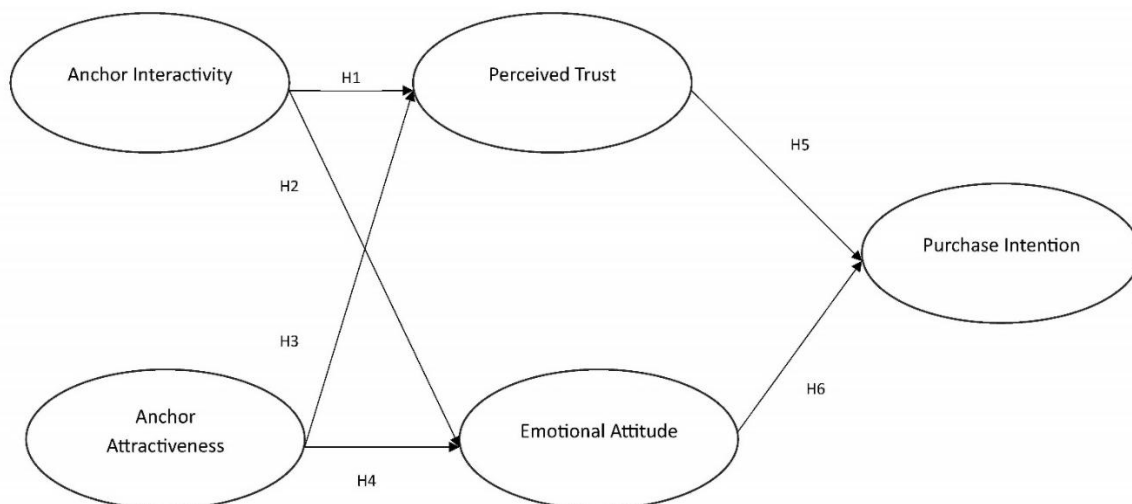 Anchor Interactivity
H1
Perceived Trust
H5
H2
Purchase Intention
H3
H6
Anchor
Attractiveness
Emotional Attitude
H4